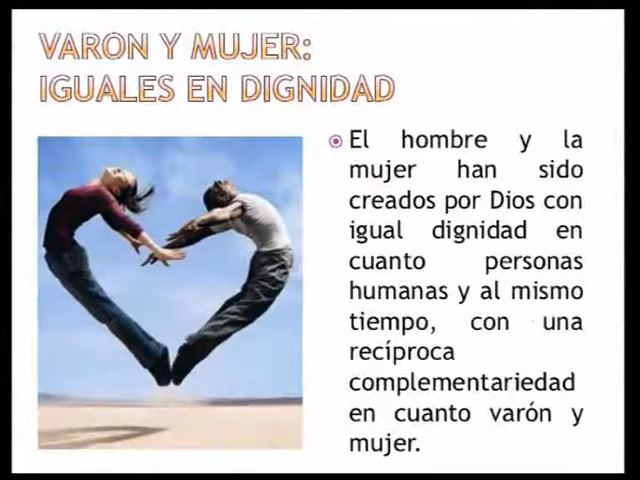 VARON Y MUJER:
IGUALES EN DIGNIDAD
El hombre y la
mujer han sido
creados por Dios con
igual dignidad en
cuanto personas
humanas y al mismo
tiempo, con una
recíproca
complementariedad
en cuanto varón y
mujer.